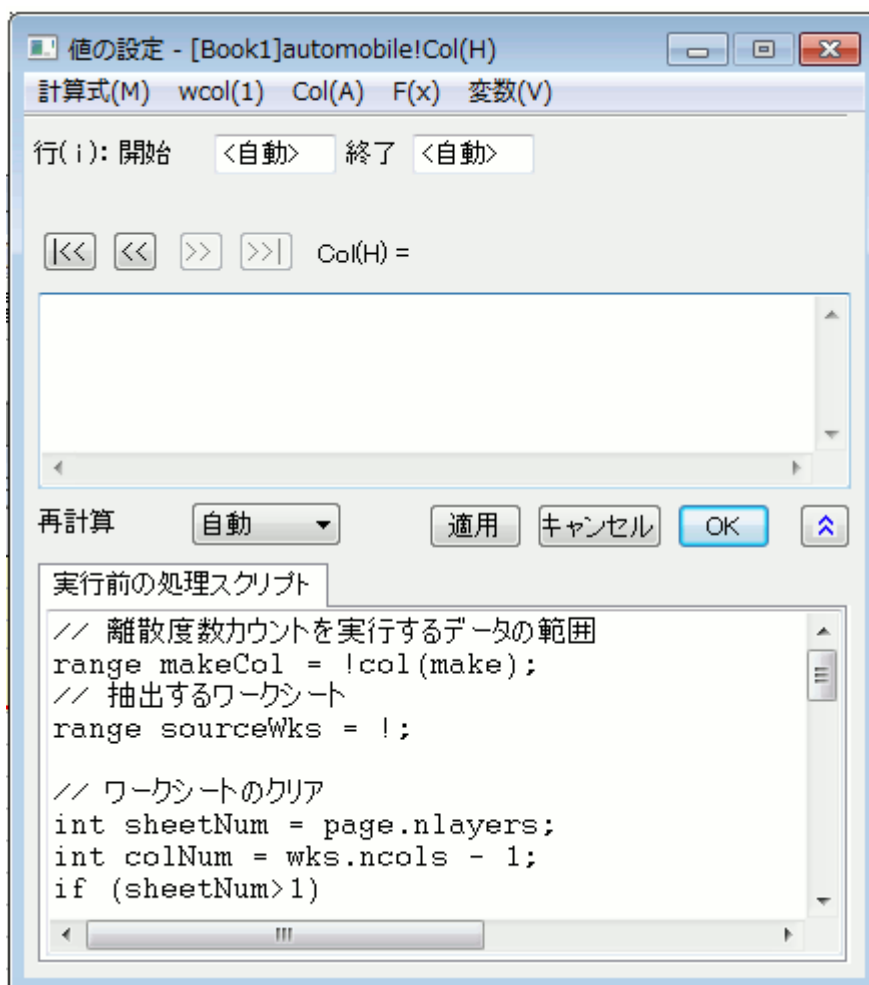 値の設定 - [Book1]automobile!Col(H)
計算式(M) wcol(1) Col(A) F(x) 変数(V)
行(i): 開始 <自動> 終了 <自動>
|<< << >> >>| Col(H) =
再計算 自動 適用 キャンセル OK
実行前の処理スクリプト
// 離散度数カウントを実行するデータの範囲
range makeCol = !col(make);
// 抽出するワークシート
range sourceWks = !;
// ワークシートのクリア
int sheetNum = page.nlayers;
int colNum = wks.ncols - 1;
if (sheetNum>1)